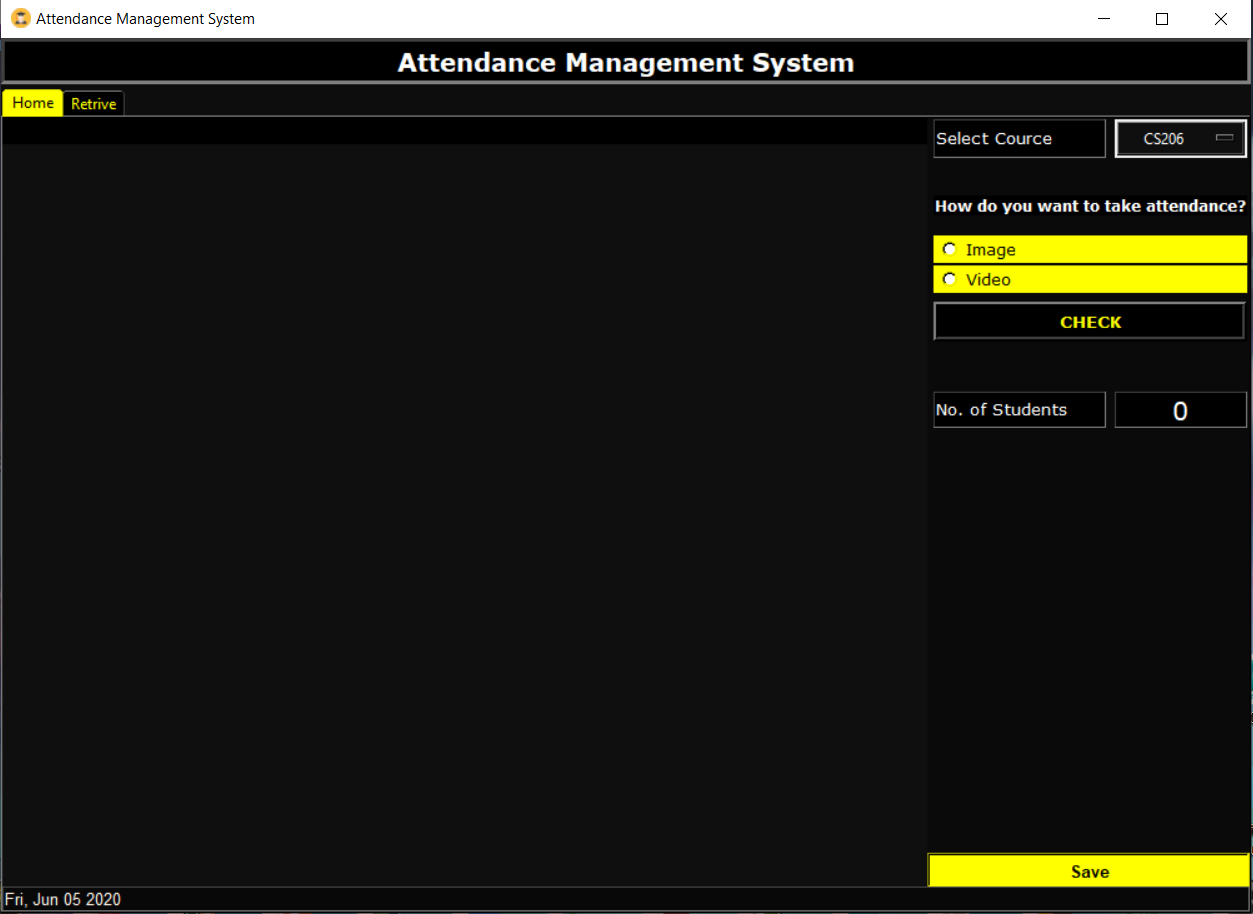 Attendance Management System
Attendance Management System
Home Retrive
Select Cource CS206
How do you want to take attendance?
Image
Video
CHECK
No. of Students 0
Save
Fri, Jun 05 2020